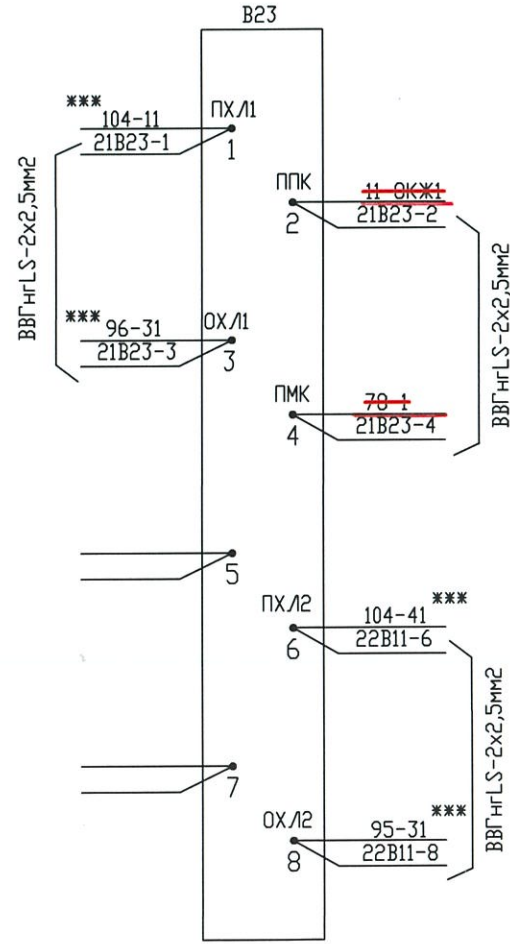 В23
***
ПХЛ1
104-11
21В23-1
1
ППК
11-ОКЖ1
21В23-2
2
ВВГнгLS-2х2,5мм2
ВВГнгLS-2х2,5мм2
***
ОХЛ1
96-31
21В23-3
3
ПМК
78-1
21В23-4
4
5
ПХЛ2
***
104-41
22В11-6
6
ВВГнгLS-2х2,5мм2
7
***
ОХЛ2
95-31
22В11-8
8